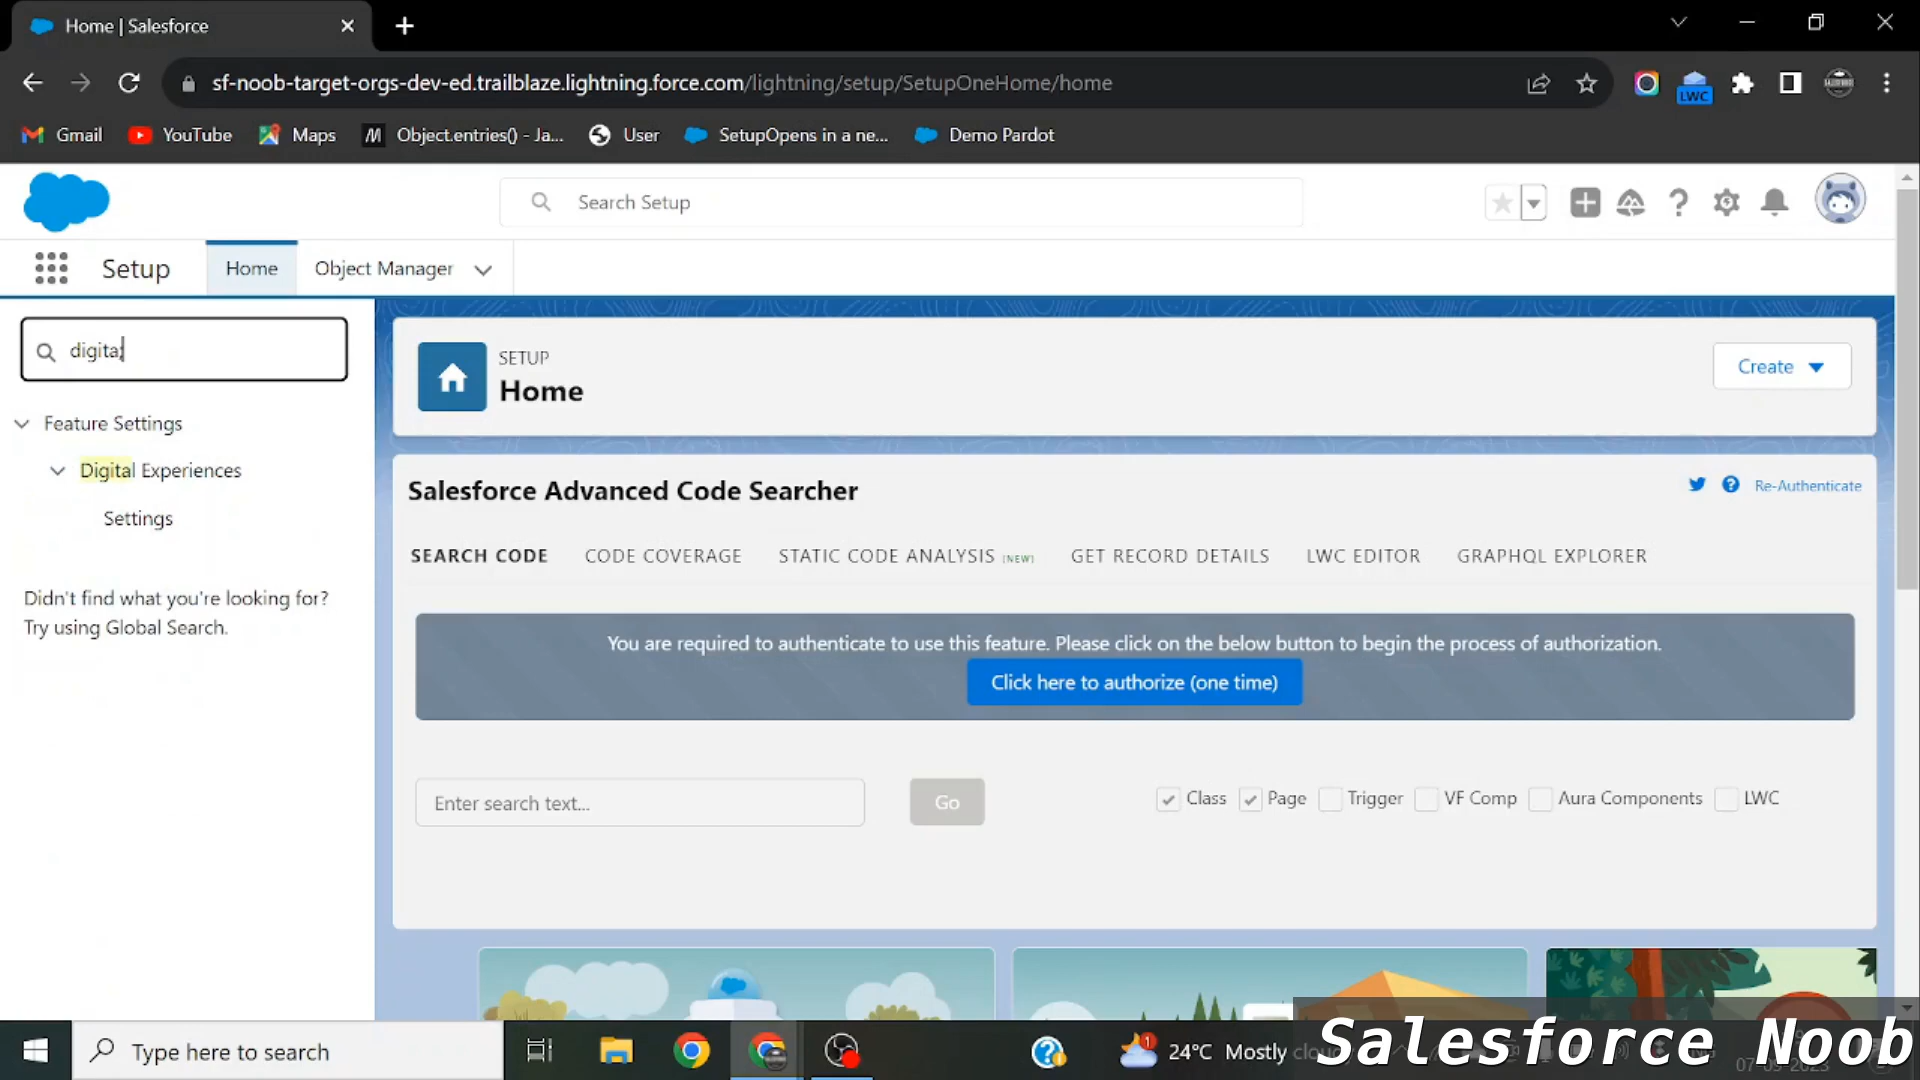 Home | Salesforce
sf-noob-target-orgs-dev-ed.trailblaze.lightning.force.com/lightning/setup/SetupOneHome/home
LWC
Gmail YouTube Maps Object.entries() - Ja... User SetupOpens in a ne... Demo Pardot
Search Setup
Setup Home Object Manager
digita;
Feature Settings
Digital Experiences
Settings
Didn't find what you're looking for?
Try using Global Search.
SETUP
Home
Create
Salesforce Advanced Code Searcher
Re-Authenticate
SEARCH CODE CODE COVERAGE STATIC CODE ANALYSIS [NEW] GET RECORD DETAILS LWC EDITOR GRAPHQL EXPLORER
You are required to authenticate to use this feature. Please click on the below button to begin the process of authorization.
Click here to authorize (one time)
Enter search text...
Go
Class Page Trigger VF Comp Aura Components LWC
Type here to search
1
24°C Mostly cloudy
Salesforce Noob